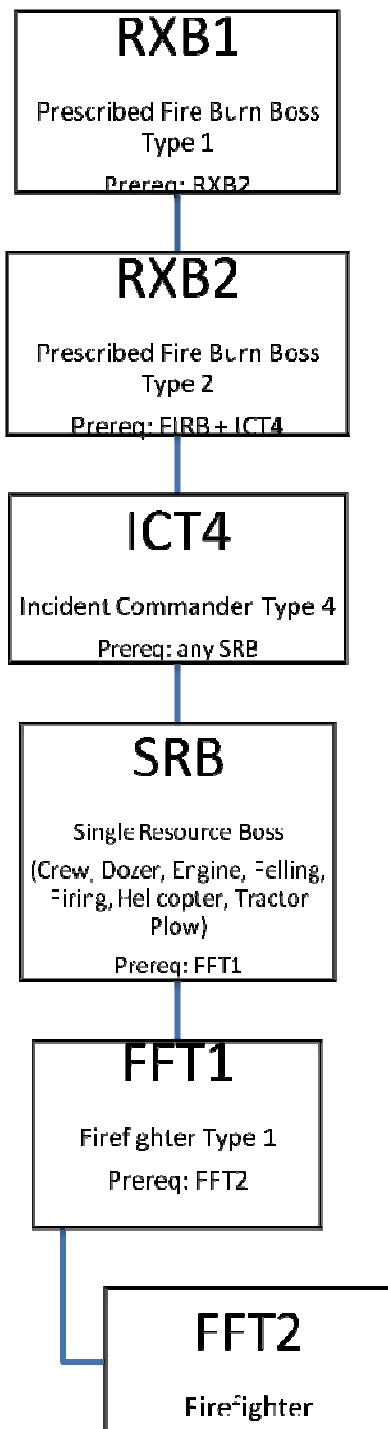 RXB1
Prescribed Fire Burn Boss
Type 1
Prereq: RXB2
RXB2
Prescribed Fire Burn Boss
Type 2
Prereq: FIRB + ICT4
ICT4
Incident Commander Type 4
Prereq: any SRB
SRB
Single Resource Boss
(Crew, Dozer, Engine, Felling,
Firing, Helicopter, Tractor
Plow)
Prereq: FFT1
FFT1
Firefighter Type 1
Prereq: FFT2
FFT2
Firefighter